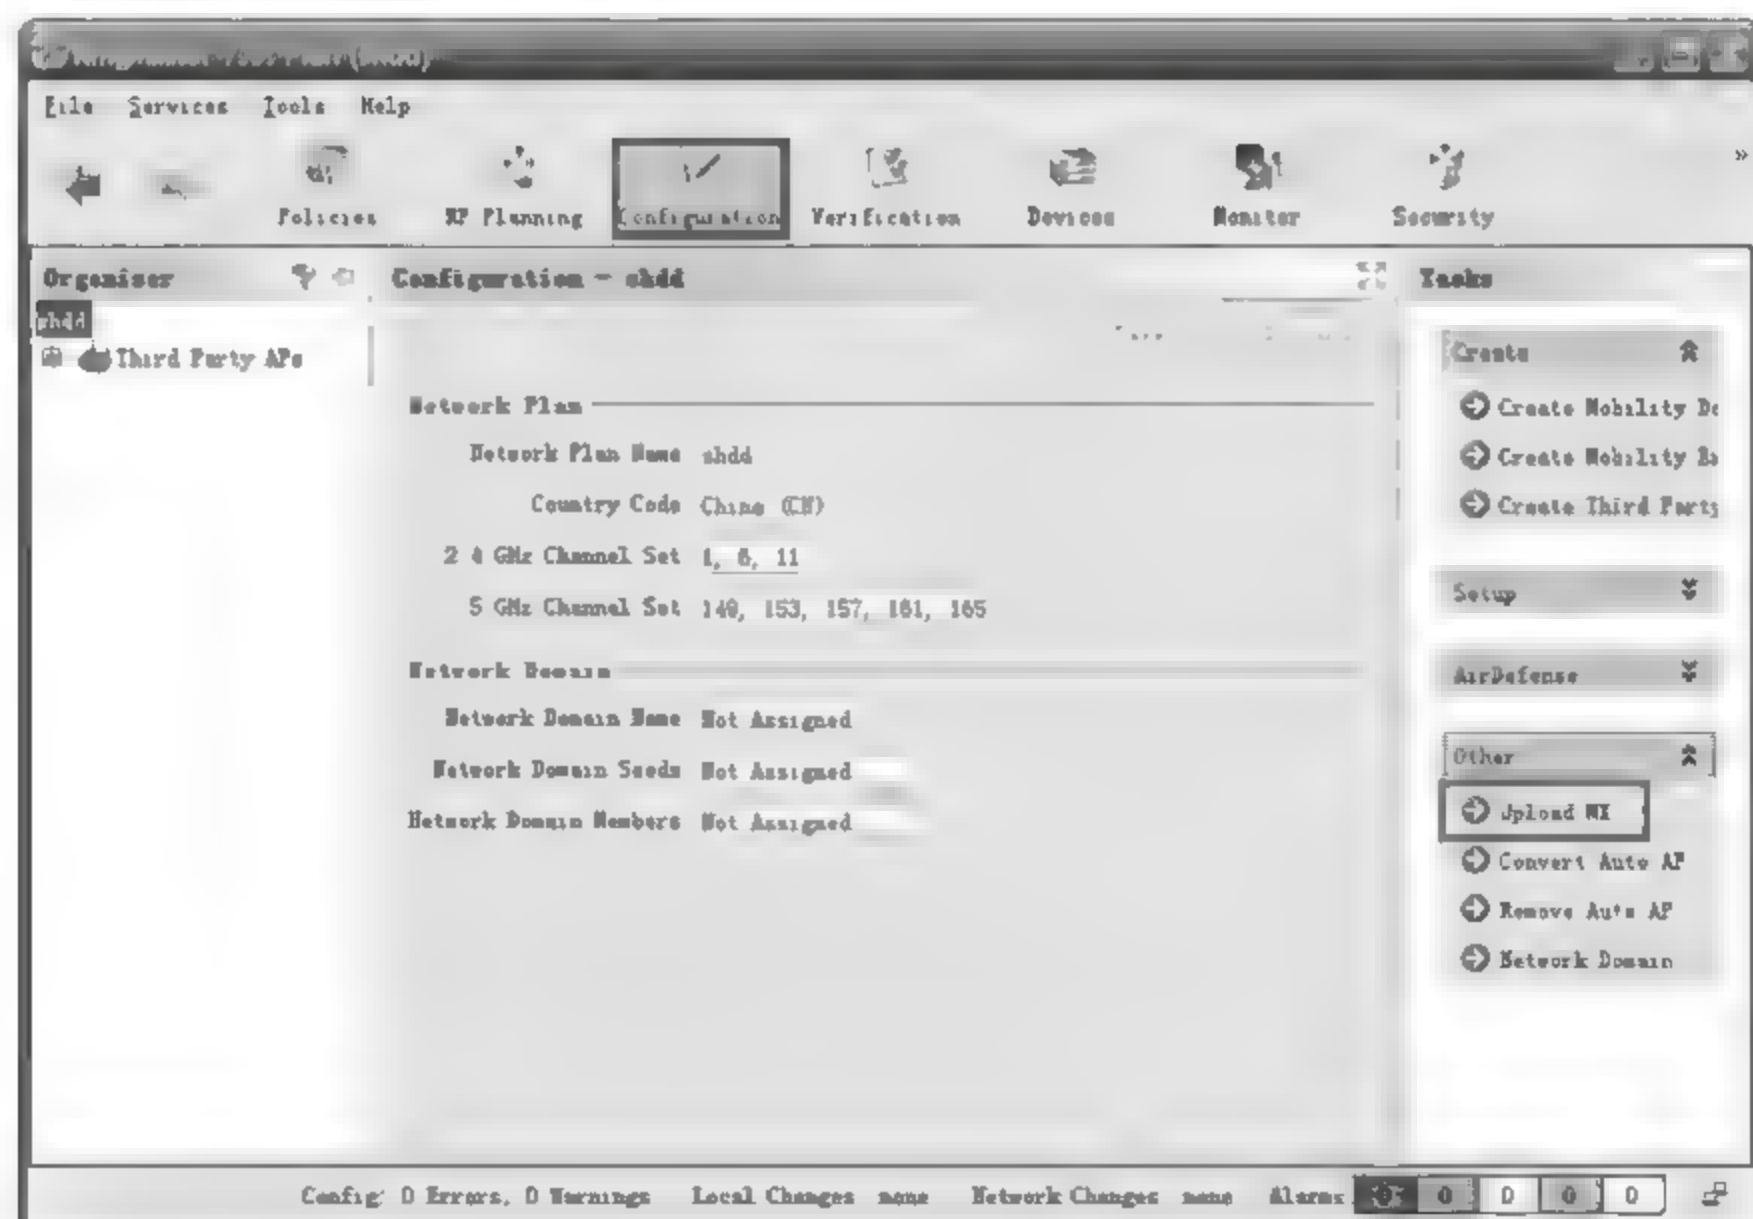 File Services Tools Help
Policies RF Planning Configuration Verification Devices Monitor Security
Organizer
shdd
Third Party APs
Configuration - shdd
Network Plan
Network Plan Name shdd
Country Code China (CN)
2.4 GHz Channel Set 1, 6, 11
5 GHz Channel Set 149, 153, 157, 161, 165
Network Domain
Network Domain Name Not Assigned
Network Domain Seeds Not Assigned
Network Domain Members Not Assigned
Tasks
Create
Create Mobility Do
Create Mobility Ex
Create Third Party
Setup
AirDefense
Other
Upload MX
Convert Auto AP
Remove Auto AP
Network Domain
Config: 0 Errors, 0 Warnings Local Changes none Network Changes none Alarms 0 0 0 0